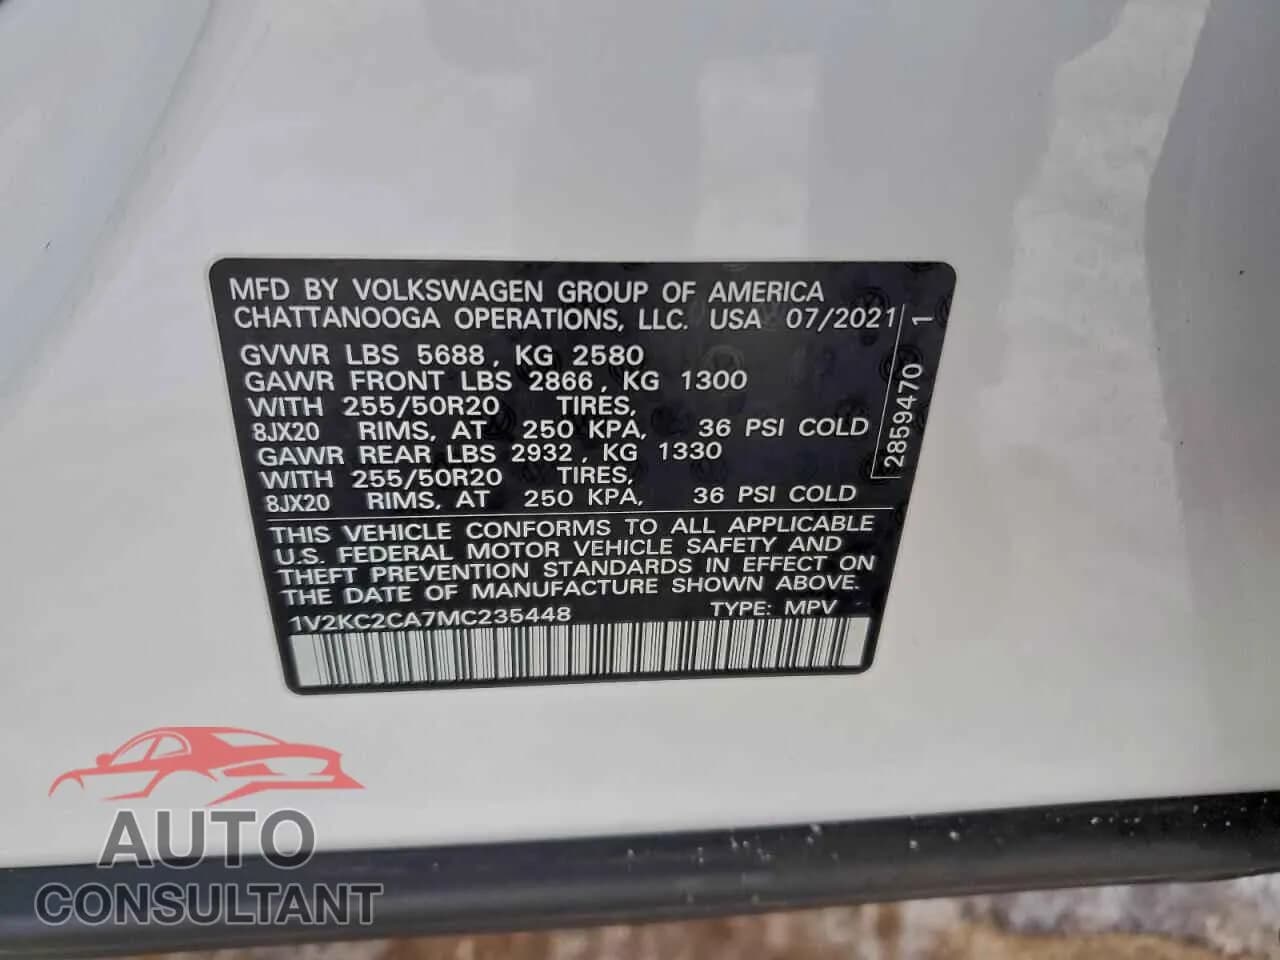 MFD BY VOLKSWAGEN GROUP OF AMERICA
CHATTANOOGA OPERATIONS, LLC. USA 07/2021
GVWR LBS 5688, KG 2580
GAWR FRONT LBS 2866, KG 1300
WITH 255/50R20 TIRES,
8JX20 RIMS, AT 250 KPA, 36 PSI COLD
GAWR REAR LBS 2932, KG 1330
WITH 255/50R20 TIRES,
8JX20 RIMS, AT 250 KPA, 36 PSI COLD
THIS VEHICLE CONFORMS TO ALL APPLICABLE
U.S. FEDERAL MOTOR VEHICLE SAFETY AND
THEFT PREVENTION STANDARDS IN EFFECT ON
THE DATE OF MANUFACTURE SHOWN ABOVE.
1V2KC2CA7MC235448 TYPE: MPV
2859470 1
AUTO
CONSULTANT